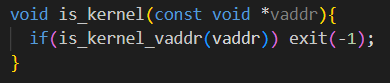 void is_kernel(const void *vaddr){
  if(is_kernel_vaddr(vaddr)) exit(-1);
}